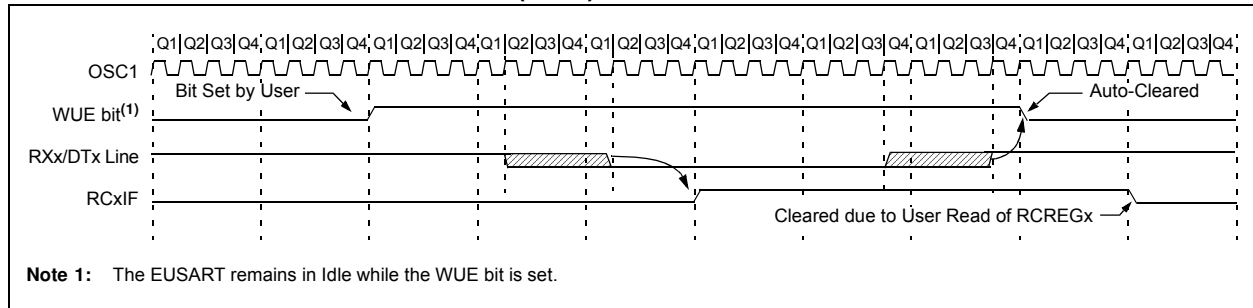 Q1 Q2 Q3 Q4 Q1 Q2 Q3 Q4 Q1 Q2 Q3 Q4 Q1 Q2 Q3 Q4 Q1 Q2 Q3 Q4 Q1 Q2 Q3 Q4 Q1 Q2 Q3 Q4 Q1 Q2 Q3 Q4 Q1 Q2 Q3 Q4 Q1 Q2 Q3 Q4
OSC1
Bit Set by User
Auto-Cleared
WUE bit(1)
RXx/DTx Line
RCxIF
Cleared due to User Read of RCREGx
Note 1: The EUSART remains in Idle while the WUE bit is set.